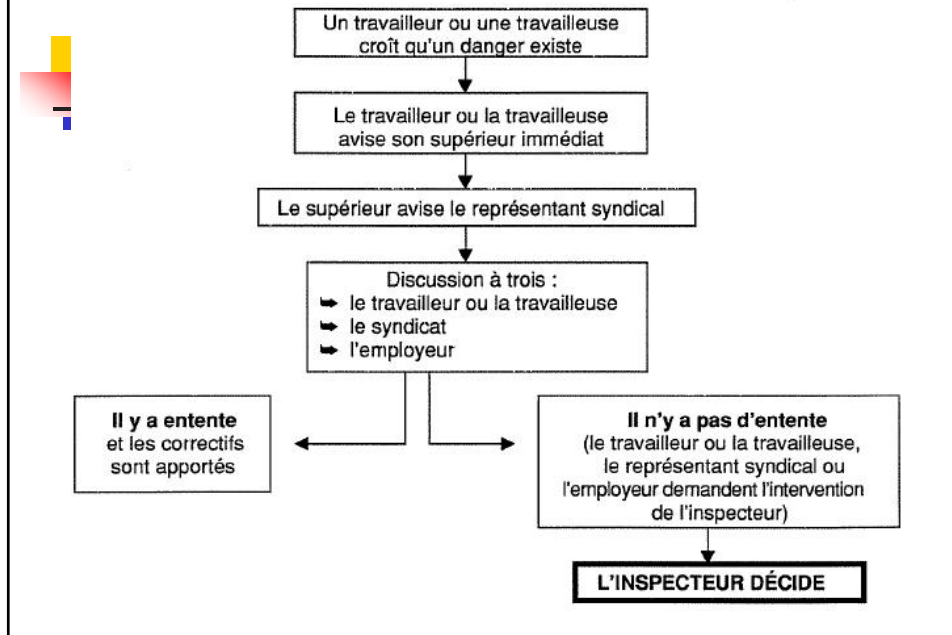 Un travailleur ou une travailleuse
croît qu'un danger existe
Le travailleur ou la travailleuse
avise son supérieur immédiat
Le supérieur avise le représentant syndical
Discussion à trois :
➥ le travailleur ou la travailleuse
➥ le syndicat
➥ l'employeur
Il y a entente
et les correctifs
sont apportés
Il n'y a pas d'entente
(le travailleur ou la travailleuse,
le représentant syndical ou
l'employeur demandent l'intervention
de l'inspecteur)
L'INSPECTEUR DÉCIDE